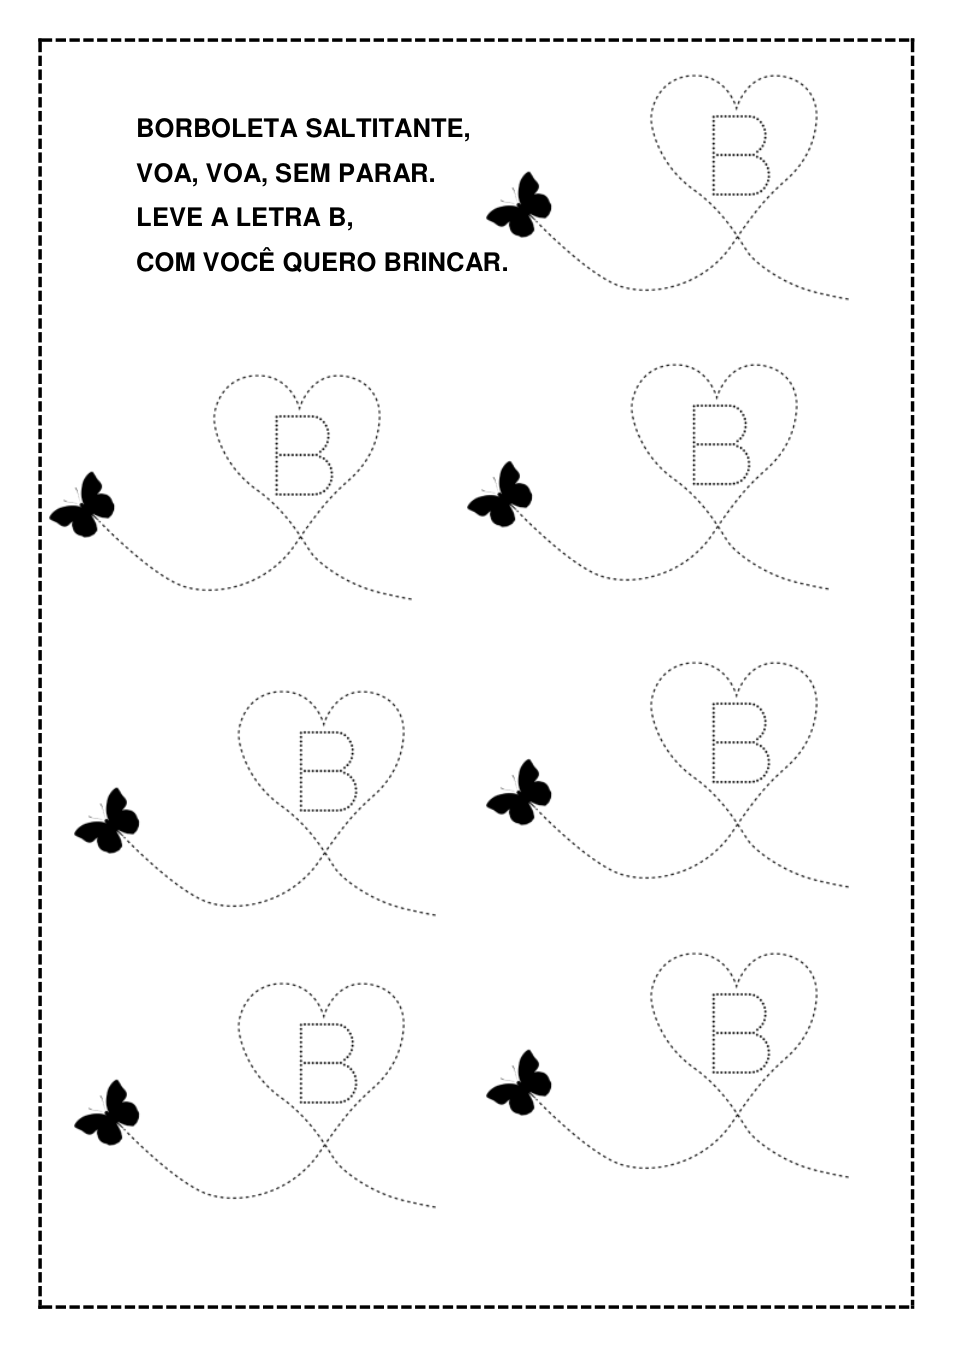 BORBOLETA SALTITANTE,
VOA, VOA, SEM PARAR.
LEVE A LETRA B,
COM VOCÊ QUERO BRINCAR.
B
B
B
B
B
B
B